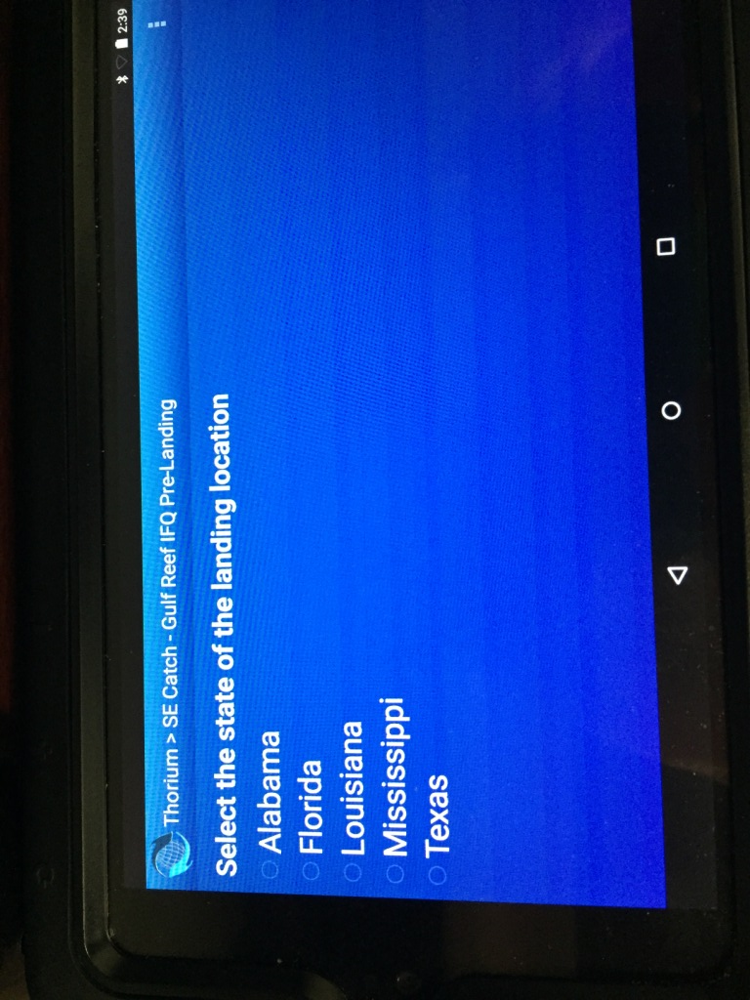 2:39
Thorium > SE Catch - Gulf Reef IFQ Pre-Landing
Select the state of the landing location
Alabama
Florida
Louisiana
Mississippi
Texas